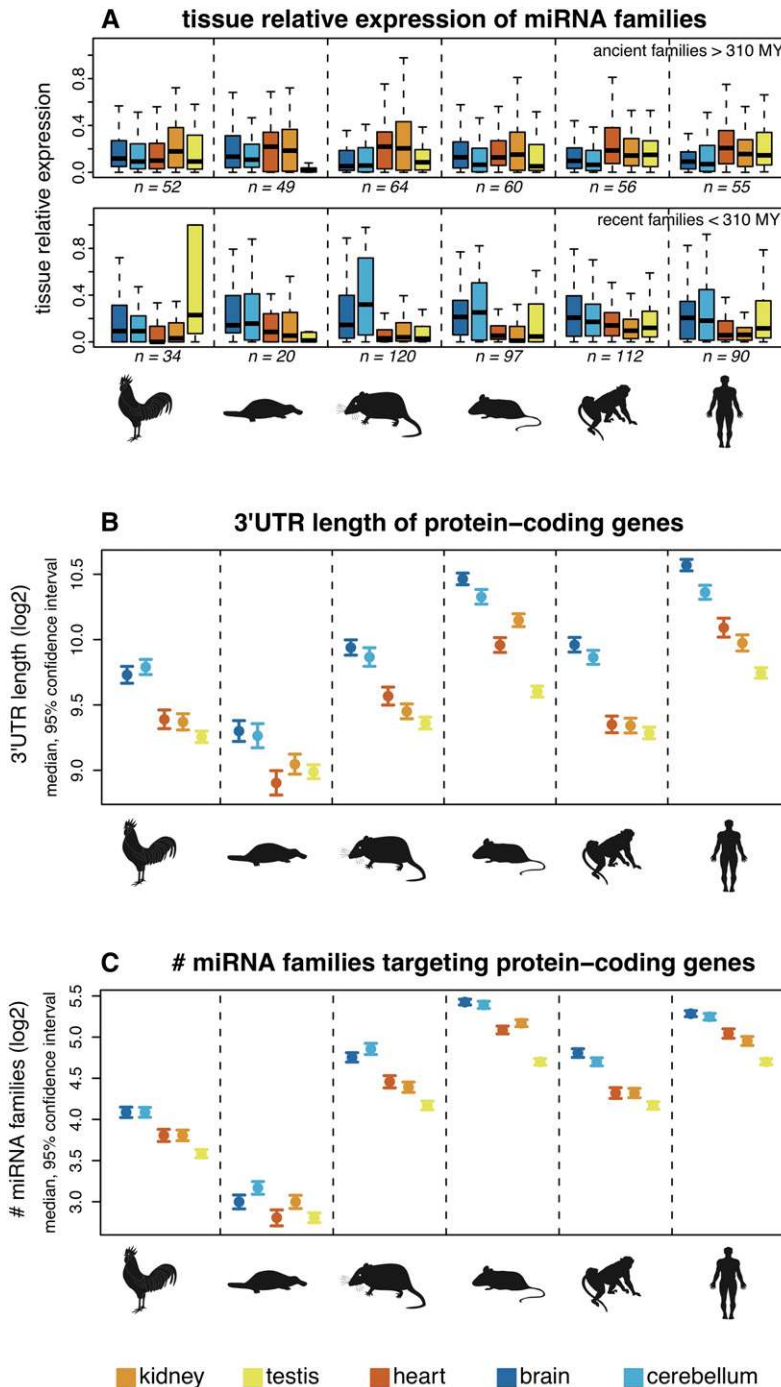 A tissue relative expression of miRNA families
ancient families > 310 MY
tissue relative expression
0.8
0.4
0.0
n = 52 n = 49 n = 64 n = 60 n = 56 n = 55
recent families < 310 MY
0.8
0.4
0.0
n = 34 n = 20 n = 120 n = 97 n = 112 n = 90
B 3'UTR length of protein–coding genes
3'UTR length (log2)
median, 95% confidence interval
10.5
10.0
9.5
9.0
C # miRNA families targeting protein–coding genes
# miRNA families (log2)
median, 95% confidence interval
5.5
5.0
4.5
4.0
3.5
3.0
kidney testis heart brain cerebellum